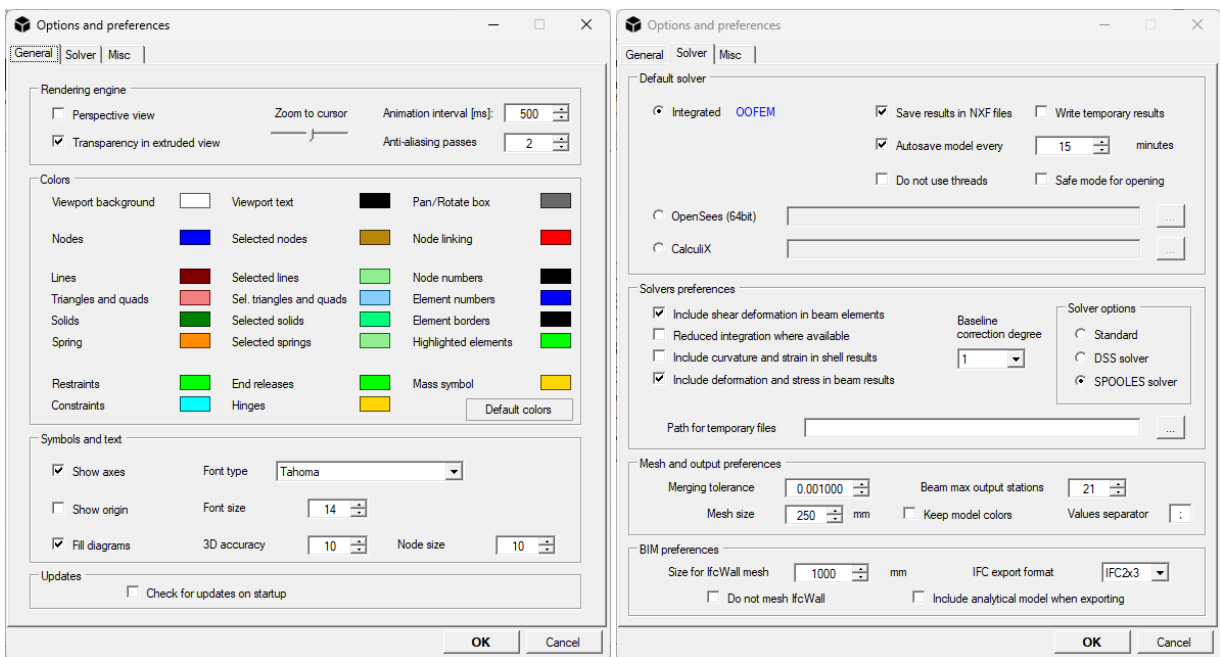 Options and preferences
General Solver Misc
Rendering engine
Perspective view Zoom to cursor Animation interval [ms]: 500
Transparency in extruded view Anti-aliasing passes 2
Colors
Viewport background Viewport text Pan/Rotate box
Nodes Selected nodes Node linking
Lines Selected lines Node numbers
Triangles and quads Sel. triangles and quads Element numbers
Solids Selected solids Element borders
Spring Selected springs Highlighted elements
Restraints End releases Mass symbol
Constraints Hinges Default colors
Symbols and text
Show axes Font type Tahoma
Show origin Font size 14
Fill diagrams 3D accuracy 10 Node size 10
Updates
Check for updates on startup
OK Cancel
Options and preferences
General Solver Misc
Default solver
Integrated OOFEM Save results in NXF files Write temporary results
Autosave model every 15 minutes
Do not use threads Safe mode for opening
OpenSees (64bit) ...
CalculiX ...
Solvers preferences
Include shear deformation in beam elements
Reduced integration where available
Include curvature and strain in shell results
Include deformation and stress in beam results
Baseline
correction degree
1
Solver options
Standard
DSS solver
SPOOLES solver
Path for temporary files ...
Mesh and output preferences
Merging tolerance 0.001000 Beam max output stations 21
Mesh size 250 mm Keep model colors Values separator ;
BIM preferences
Size for IfcWall mesh 1000 mm IFC export format IFC2x3
Do not mesh IfcWall Include analytical model when exporting
OK Cancel